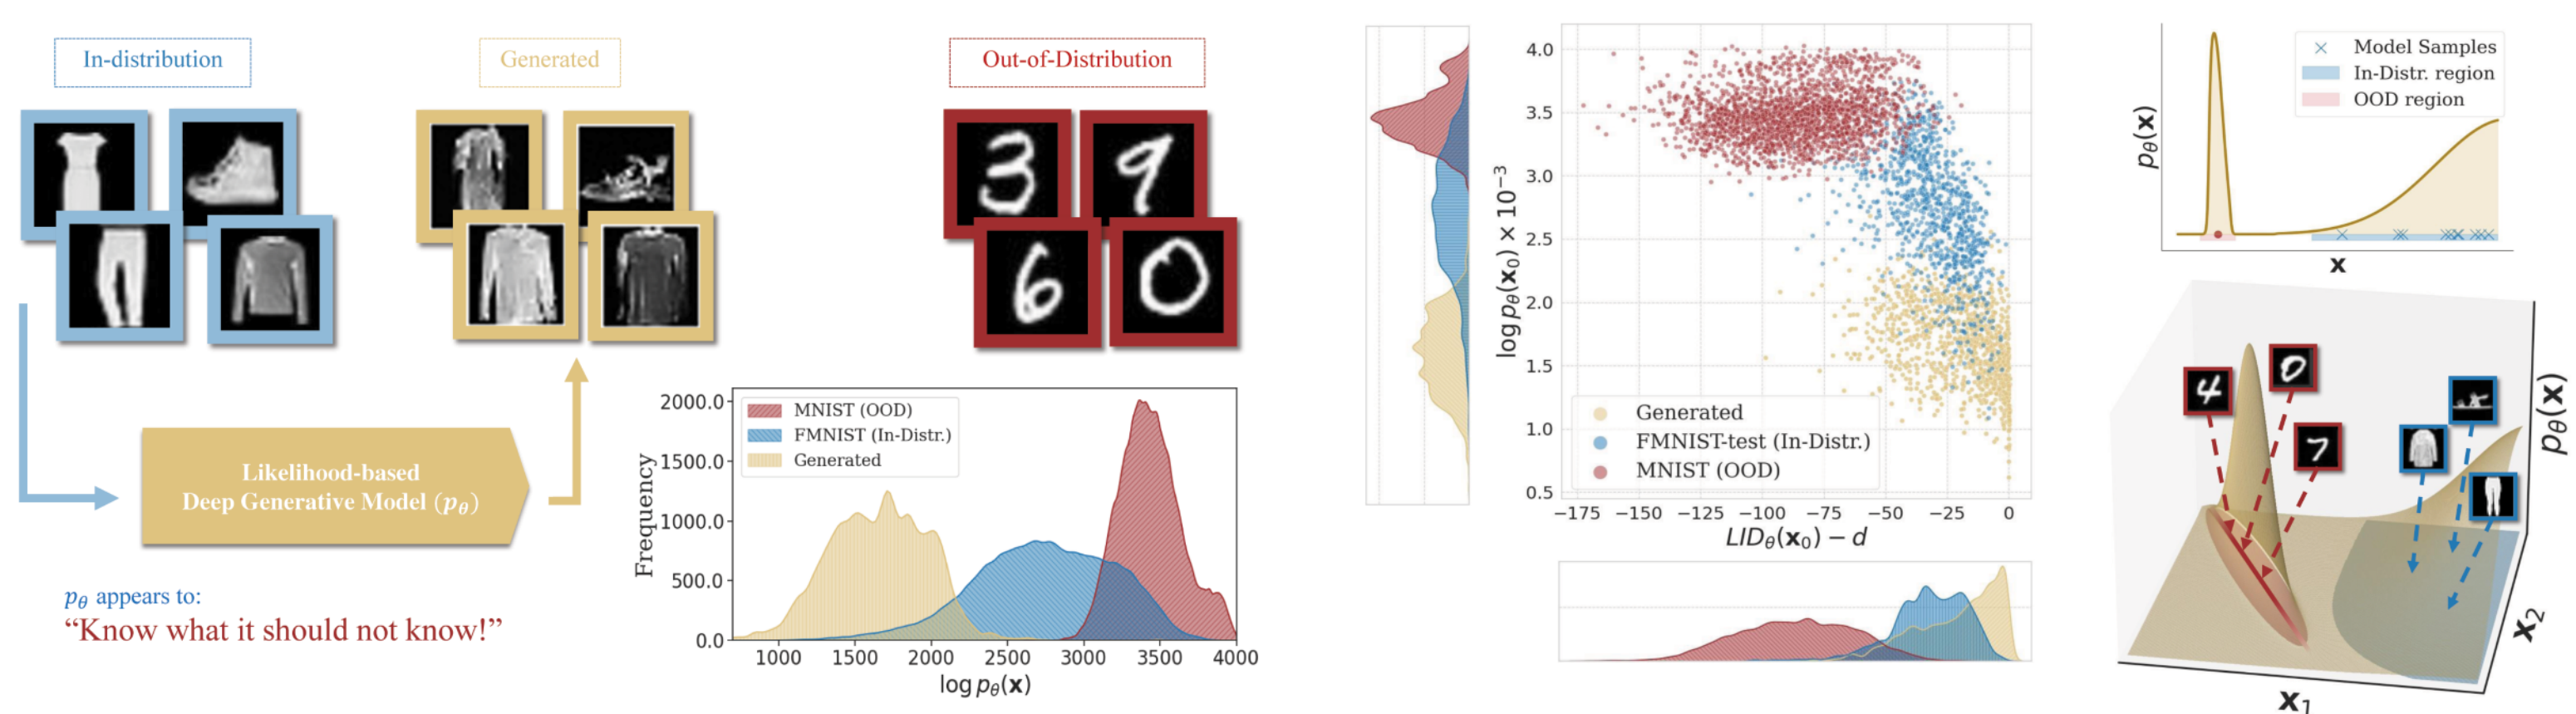 In-distribution
Generated
Out-of-Distribution
Likelihood-based
Deep Generative Model (pθ)
pθ appears to:
“Know what it should not know!”
MNIST (OOD)
FMNIST (In-Distr.)
Generated
Frequency
2000.0
1500.0
1000.0
500.0
0.0
1000 1500 2000 2500 3000 3500 4000
log pθ(x)
log pθ(x₀) × 10⁻³
4.0
3.5
3.0
2.5
2.0
1.5
1.0
0.5
Generated
FMNIST-test (In-Distr.)
MNIST (OOD)
−175 −150 −125 −100 −75 −50 −25 0
LIDθ(x₀) − d
Model Samples
In-Distr. region
OOD region
pθ(x)
x
pθ(x)
x₂
x₁
3
9
6
0
4
0
7